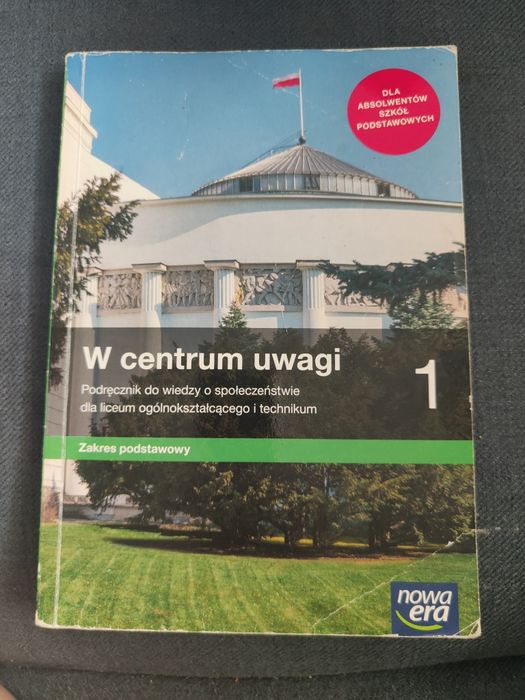 DLA
ABSOLWENTÓW
SZKÓŁ
PODSTAWOWYCH
W centrum uwagi
1
Podręcznik do wiedzy o społeczeństwie
dla liceum ogólnokształcącego i technikum
Zakres podstawowy
nowa
era